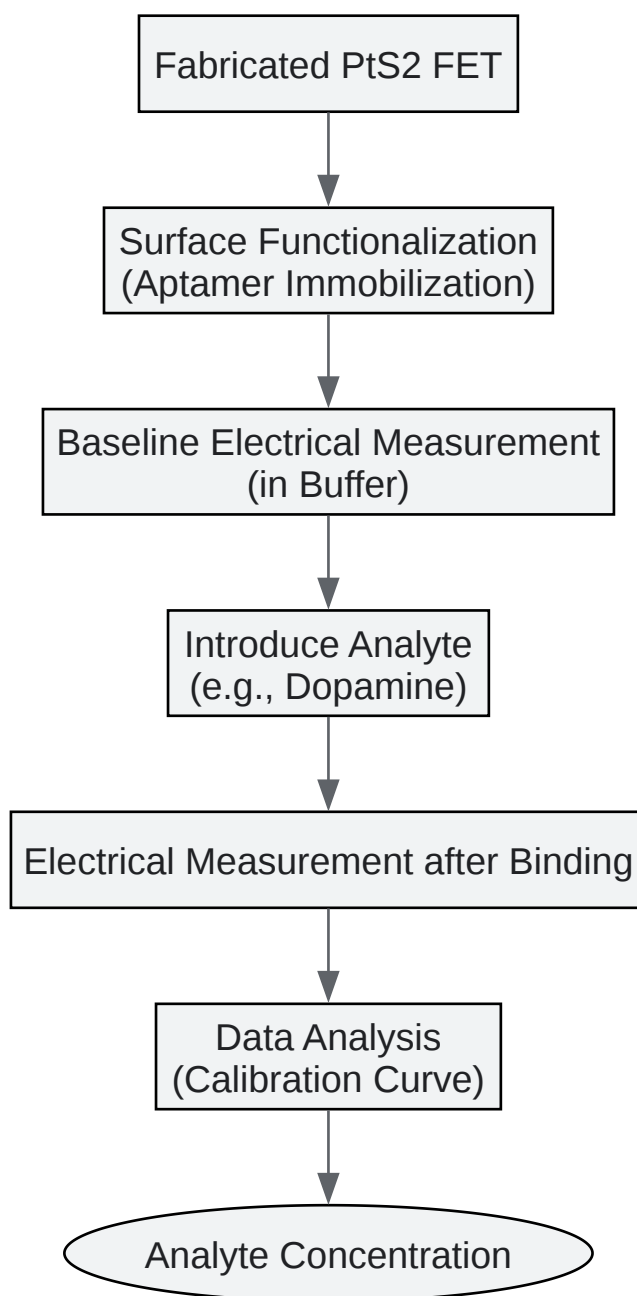 Fabricated PtS2 FET
Surface Functionalization
(Aptamer Immobilization)
Baseline Electrical Measurement
(in Buffer)
Introduce Analyte
(e.g., Dopamine)
Electrical Measurement after Binding
Data Analysis
(Calibration Curve)
Analyte Concentration